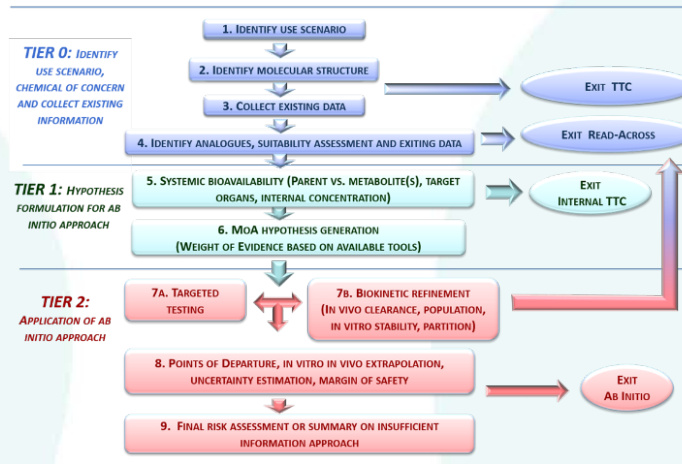 1. Identify use scenario
TIER 0: Identify
use scenario,
chemical of concern
and collect existing
information
2. Identify molecular structure
3. Collect existing data
Exit TTC
4. Identify analogues, suitability assessment and exiting data
Exit Read-Across
TIER 1: Hypothesis
formulation for ab
initio approach
5. Systemic bioavailability (Parent vs. metabolite(s), target
organs, internal concentration)
Exit
Internal TTC
6. MoA hypothesis generation
(Weight of Evidence based on available tools)
TIER 2:
Application of ab
initio approach
7a. Targeted
testing
7b. Biokinetic refinement
(In vivo clearance, population,
in vitro stability, partition)
8. Points of Departure, in vitro in vivo extrapolation,
uncertainty estimation, margin of safety
Exit
Ab Initio
9. Final risk assessment or summary on insufficient
information approach